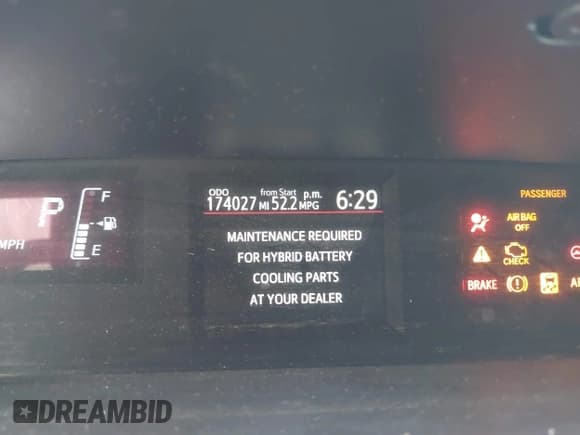 ODO from Start p.m.
174027 MI 52.2 MPG 6:29
MAINTENANCE REQUIRED
FOR HYBRID BATTERY
COOLING PARTS
AT YOUR DEALER
P
F
E
MPH
PASSENGER
AIR BAG
OFF
CHECK
BRAKE
DREAMBID